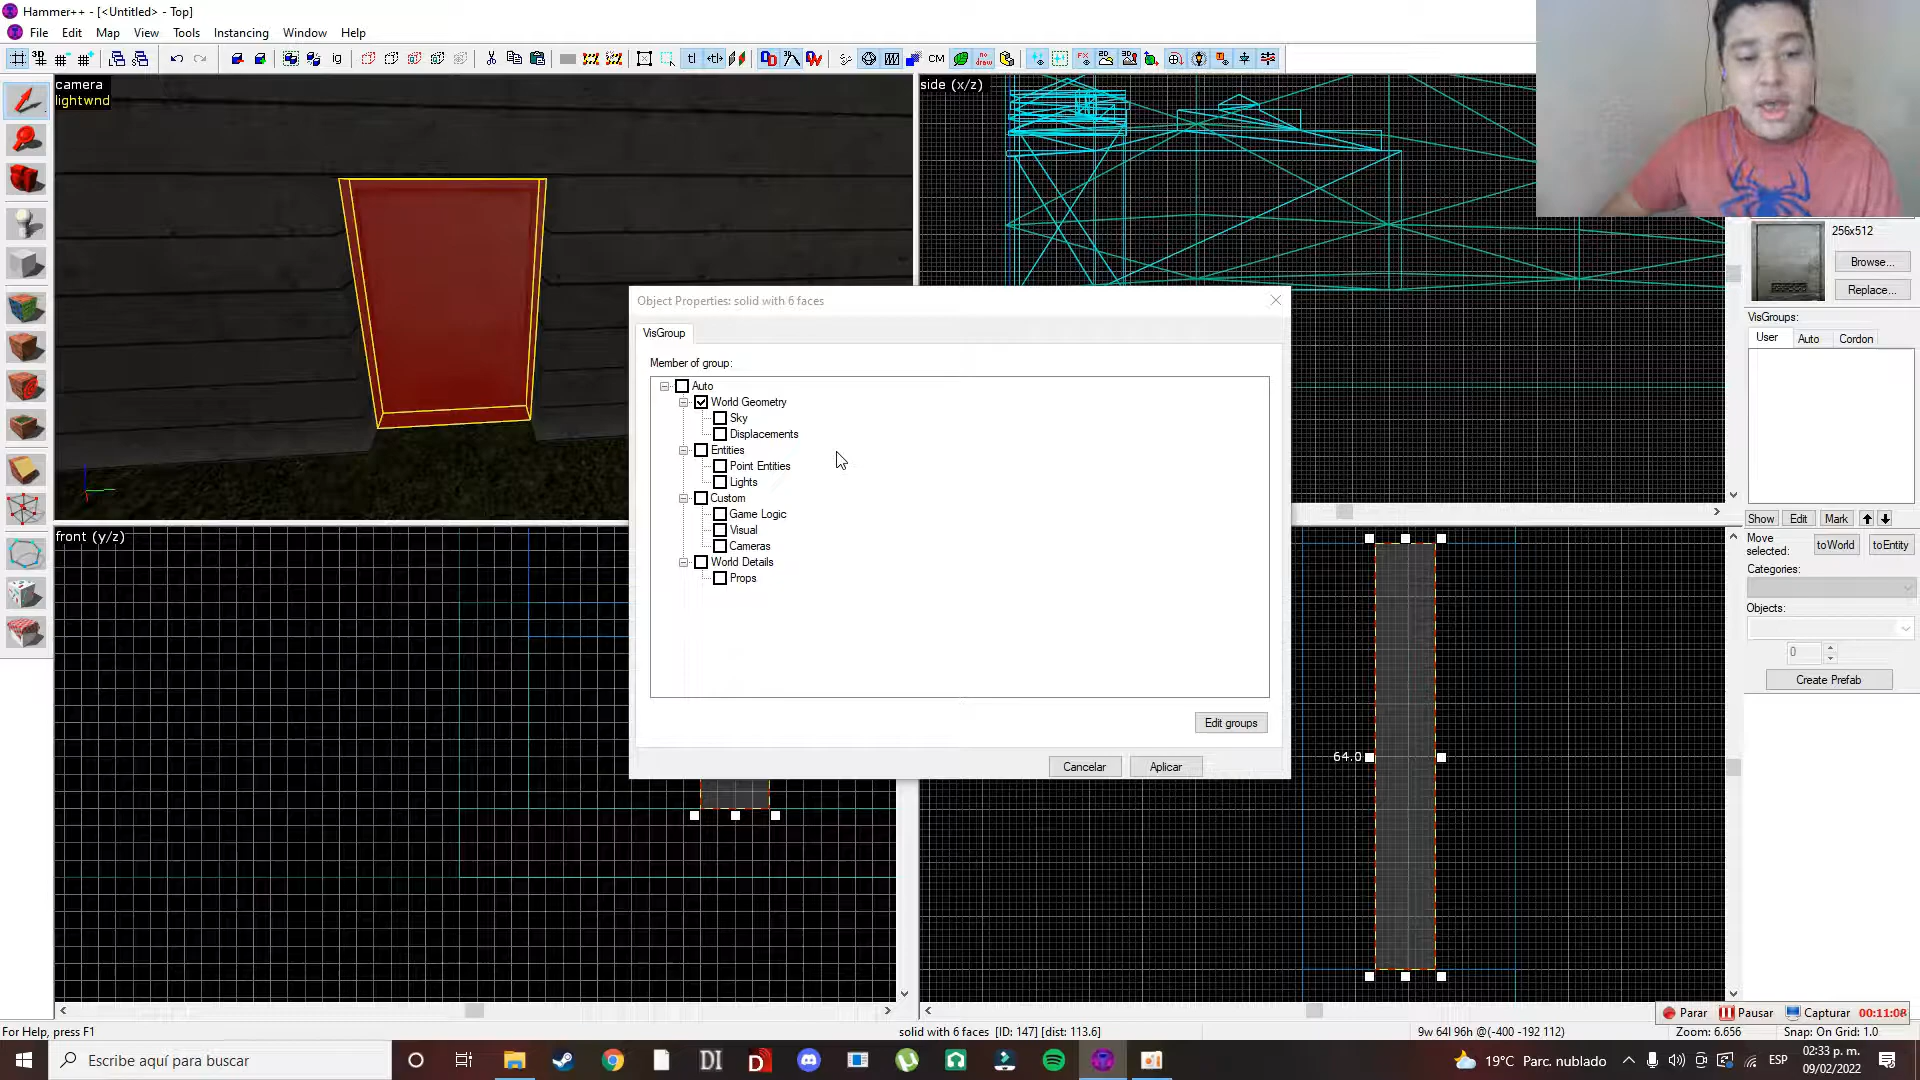 Hammer++ - [<Untitled> - Top]
File Edit Map View Tools Instancing Window Help
camera
lightwnd
side (x/z)
256x512
Browse...
Replace...
VisGroups:
User Auto Cordon
Object Properties: solid with 6 faces
VisGroup
Member of group:
Auto
World Geometry
Sky
Displacements
Entities
Point Entities
Lights
Custom
Game Logic
Visual
Cameras
World Details
Props
Edit groups
Cancelar Aplicar
front (y/z)
64.0
Show Edit Mark
Move selected: toWorld toEntity
Categories:
Objects:
0
Create Prefab
Parar Pausar Capturar 00:11:08
For Help, press F1
solid with 6 faces [ID: 147] [dist: 113.6]
9w 64l 96h @(-400 -192 112)
Zoom: 6.656
Snap: On Grid: 1.0
Escribe aquí para buscar
19°C Parc. nublado
ESP
02:33 p. m.
09/02/2022